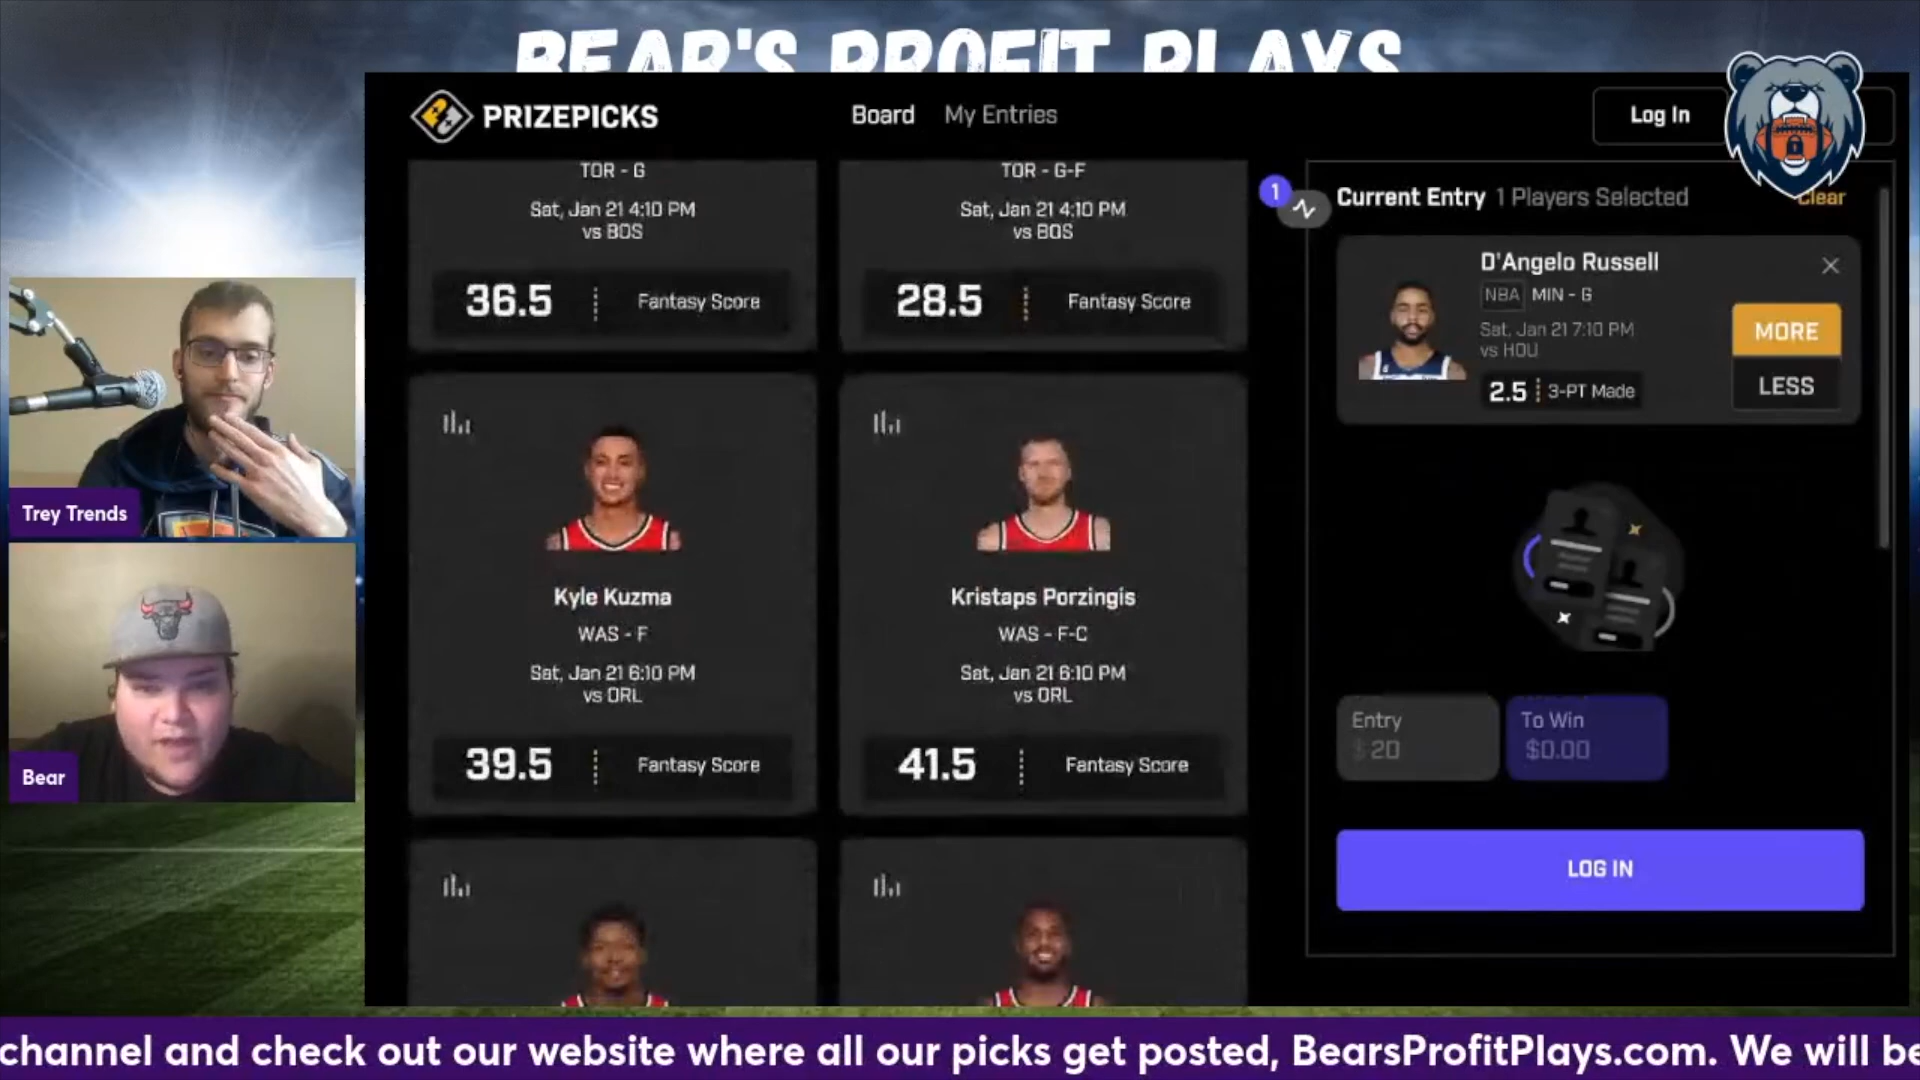 BEAR'S PROFIT PLAYS
PRIZEPICKS
Board
My Entries
Log In
TOR - G
Sat, Jan 21 4:10 PM
vs BOS
36.5
Fantasy Score
TOR - G-F
Sat, Jan 21 4:10 PM
vs BOS
28.5
Fantasy Score
Kyle Kuzma
WAS - F
Sat, Jan 21 6:10 PM
vs ORL
39.5
Fantasy Score
Kristaps Porzingis
WAS - F-C
Sat, Jan 21 6:10 PM
vs ORL
41.5
Fantasy Score
1
Current Entry 1 Players Selected
Clear
D'Angelo Russell
NBA MIN - G
Sat, Jan 21 7:10 PM
vs HOU
2.5 3-PT Made
MORE
LESS
Entry
$ 20
To Win
$0.00
LOG IN
Trey Trends
Bear
channel and check out our website where all our picks get posted, BearsProfitPlays.com. We will be